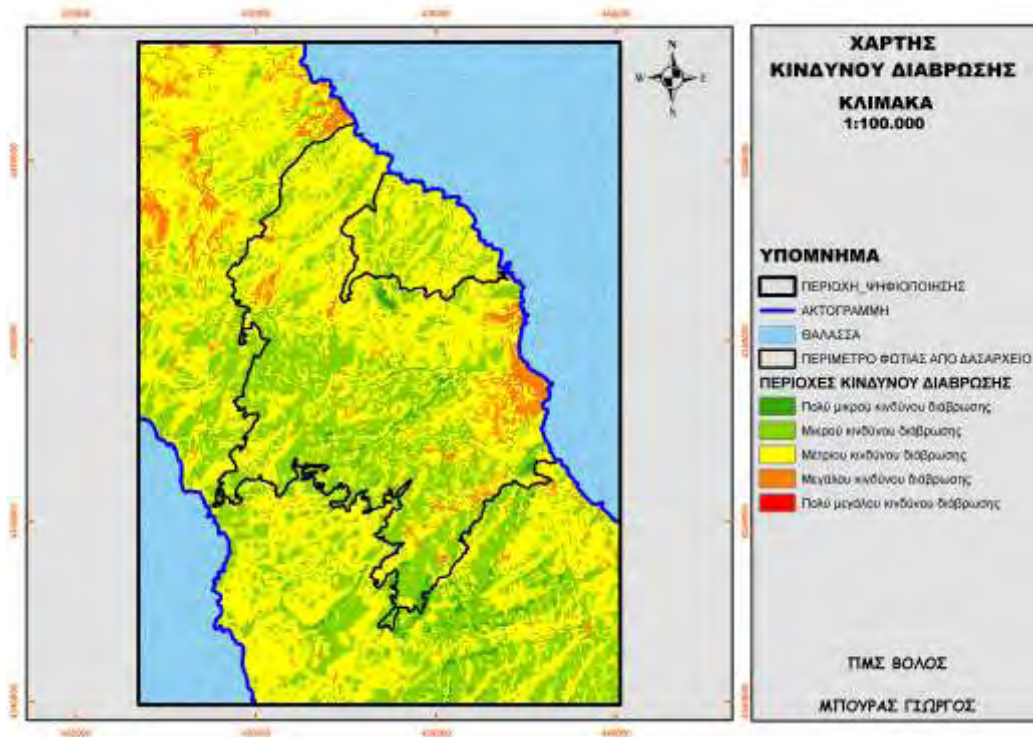 ΧΑΡΤΗΣ
ΚΙΝΔΥΝΟΥ ΔΙΑΒΡΩΣΗΣ
ΚΛΙΜΑΚΑ
1:100.000
N
W E
S
ΥΠΟΜΝΗΜΑ
ΠΕΡΙΟΧΗ_ΨΗΦΙΟΠΟΙΗΣΗΣ
ΑΚΤΟΓΡΑΜΜΗ
ΘΑΛΑΣΣΑ
ΠΕΡΙΜΕΤΡΟ ΦΩΤΙΑΣ ΑΠΟ ΔΑΣΑΡΧΕΙΟ
ΠΕΡΙΟΧΕΣ ΚΙΝΔΥΝΟΥ ΔΙΑΒΡΩΣΗΣ
Πολύ μικρού κινδύνου διάβρωσης
Μικρού κινδύνου διάβρωσης
Μέτριου κινδύνου διάβρωσης
Μεγάλου κινδύνου διάβρωσης
Πολύ μεγάλου κινδύνου διάβρωσης
ΠΜΣ ΒΟΛΟΣ
ΜΠΟΥΡΑΣ ΓΙΩΡΓΟΣ